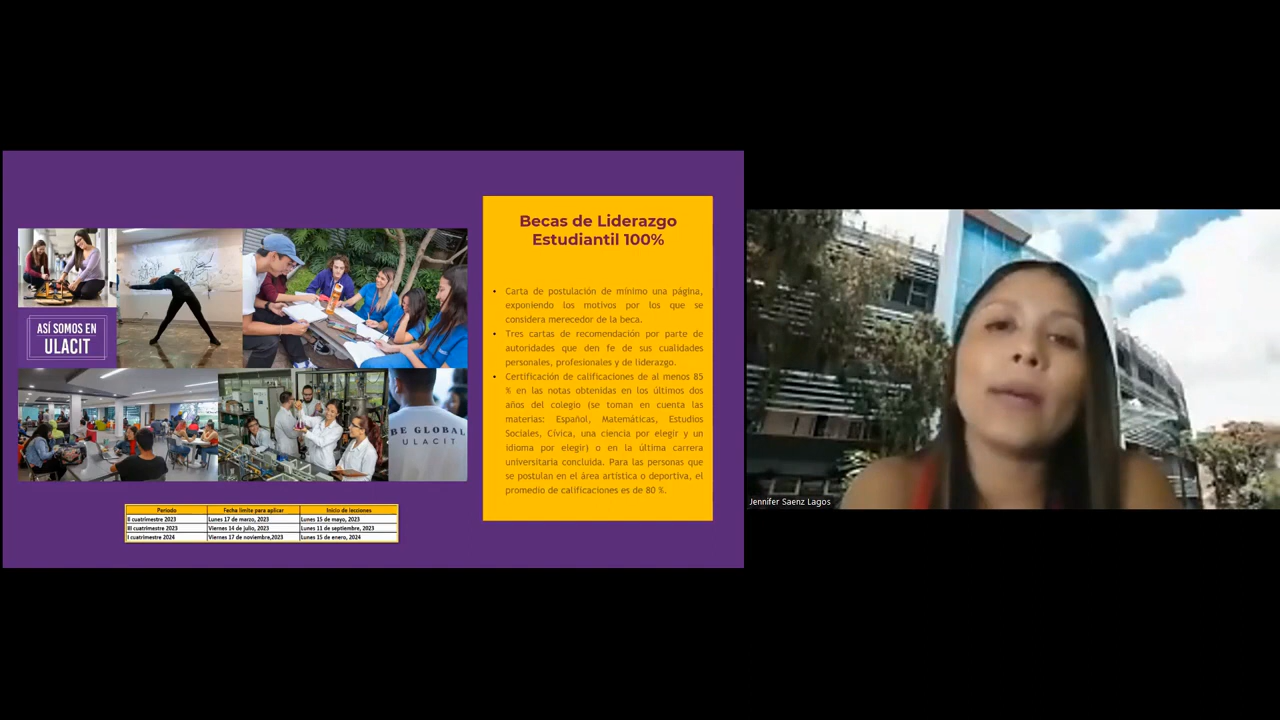 Becas de Liderazgo
Estudiantil 100%
• Carta de postulación de mínimo una página,
exponiendo los motivos por los que se
considera merecedor de la beca.
• Tres cartas de recomendación por parte de
autoridades que den fe de sus cualidades
personales, profesionales y de liderazgo.
• Certificación de calificaciones de al menos 85
% en las notas obtenidas en los últimos dos
años del colegio (se toman en cuenta las
materias: Español, Matemáticas, Estudios
Sociales, Cívica, una ciencia por elegir y un
idioma por elegir) o en la última carrera
universitaria concluida. Para las personas que
se postulan en el área artística o deportiva, el
promedio de calificaciones es de 80 %.
ASÍ SOMOS EN
ULACIT
BE GLOBAL
ULACIT
Periodo Fecha límite para aplicar Inicio de lecciones
II cuatrimestre 2023 Lunes 17 de marzo, 2023 Lunes 15 de mayo, 2023
III cuatrimestre 2023 Viernes 14 de julio, 2023 Lunes 11 de septiembre, 2023
I cuatrimestre 2024 Viernes 17 de noviembre,2023 Lunes 15 de enero, 2024
Jennifer Saenz Lagos